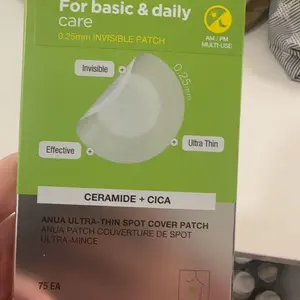 For basic & daily
care
0.25mm INVISIBLE PATCH
AM / PM
MULTI-USE
Invisible
0.25mm
Effective
Ultra Thin
CERAMIDE + CICA
ANUA ULTRA-THIN SPOT COVER PATCH
ANUA PATCH COUVERTURE DE SPOT
ULTRA-MINCE
75 EA